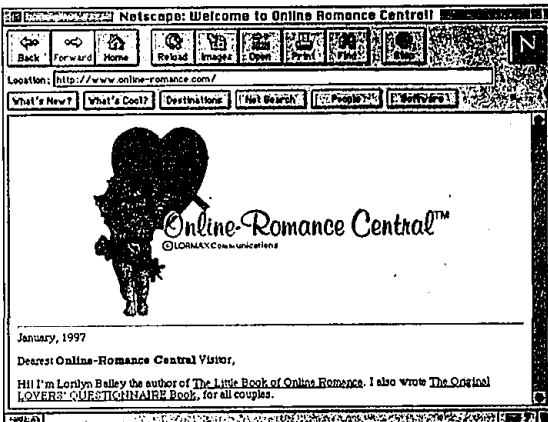 Netscape: Welcome to Online Romance Central!
Back Forward Home Reload Images Open Print Find Stop
N
Location: http://www.online-romance.com/
What's New? What's Cool? Destinations Net Search People Software
Online-Romance Central™
©LORMAX Communications
January, 1997
Dearest Online-Romance Central Visitor,
Hi! I'm Lorilyn Bailey the author of The Little Book of Online Romance. I also wrote The Original
LOVERS' QUESTIONNAIRE Book, for all couples.